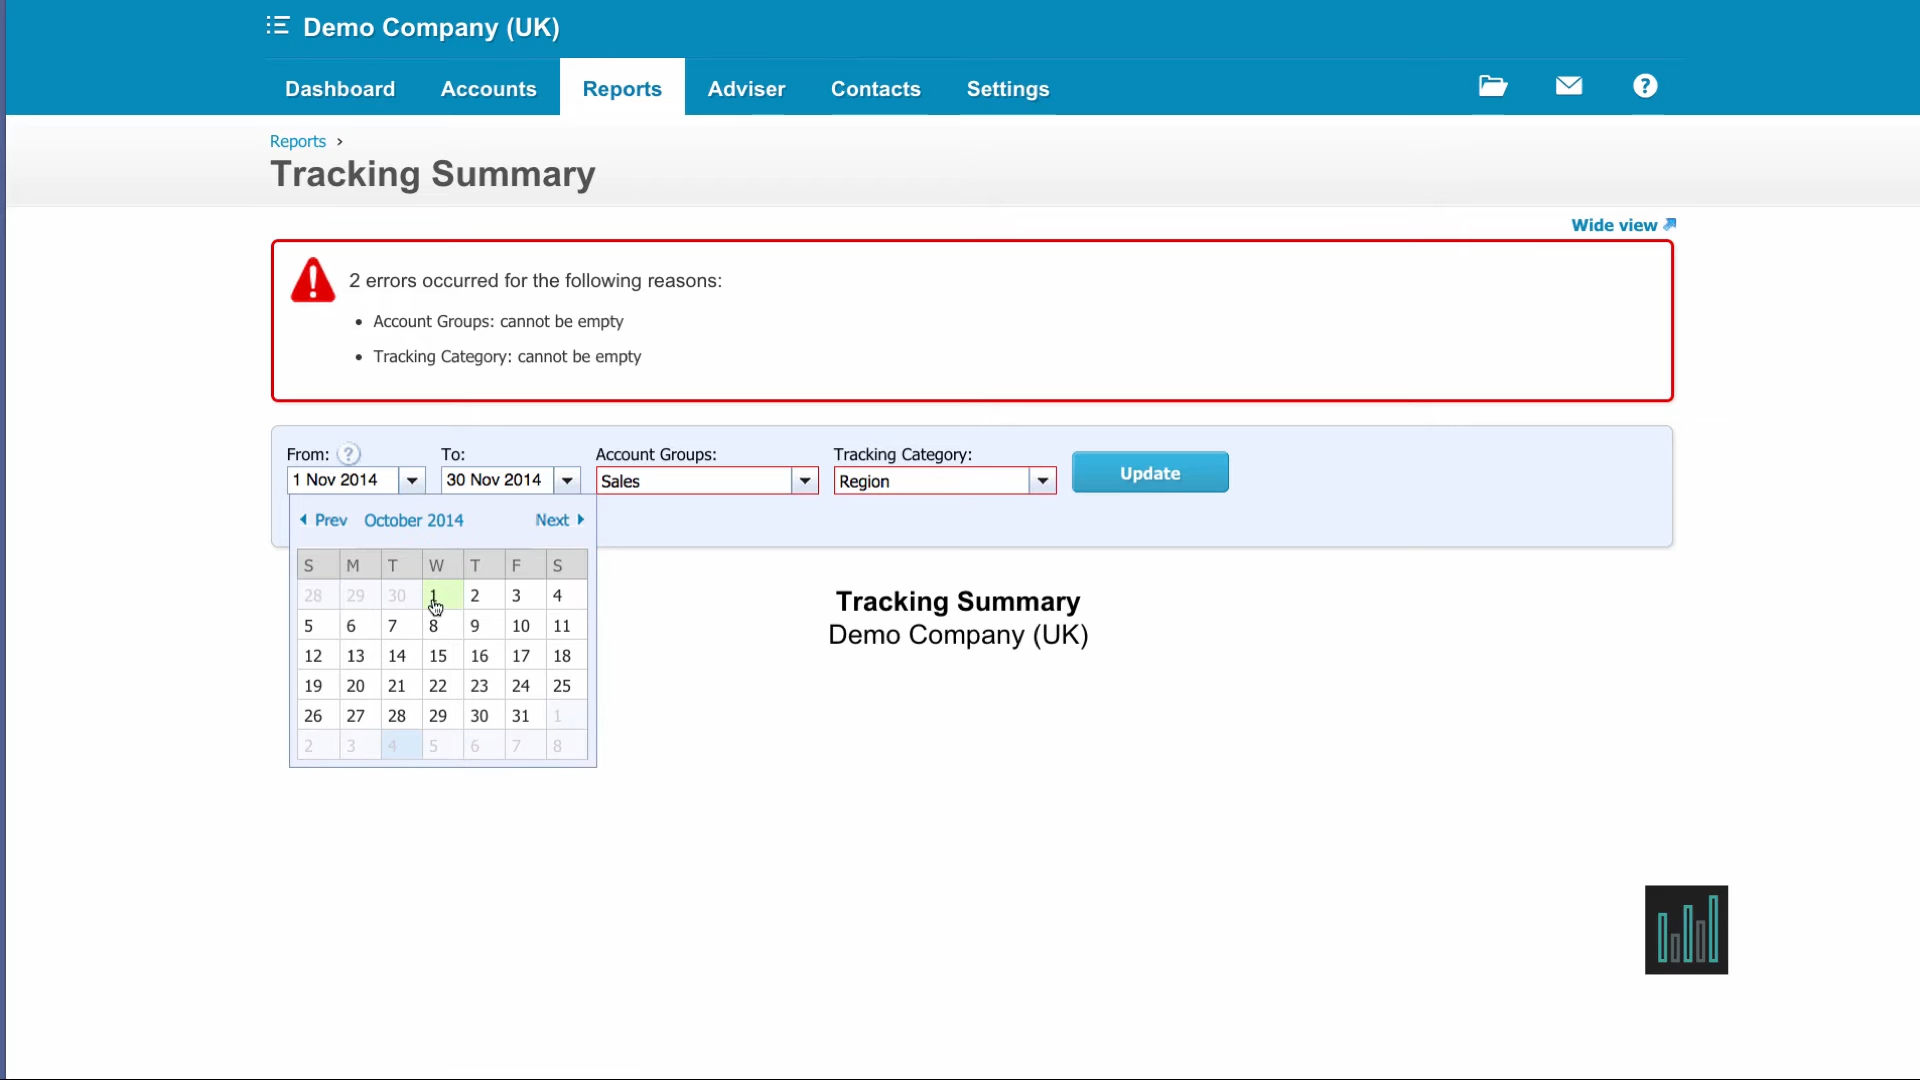 Demo Company (UK)
Dashboard Accounts Reports Adviser Contacts Settings ?
Reports ›
Tracking Summary
Wide view
2 errors occurred for the following reasons:
• Account Groups: cannot be empty
• Tracking Category: cannot be empty
From: ? To: Account Groups: Tracking Category:
1 Nov 2014 30 Nov 2014 Sales Region Update
Prev October 2014 Next
S M T W T F S
28 29 30 1 2 3 4
5 6 7 8 9 10 11
12 13 14 15 16 17 18
19 20 21 22 23 24 25
26 27 28 29 30 31 1
2 3 4 5 6 7 8
Tracking Summary
Demo Company (UK)